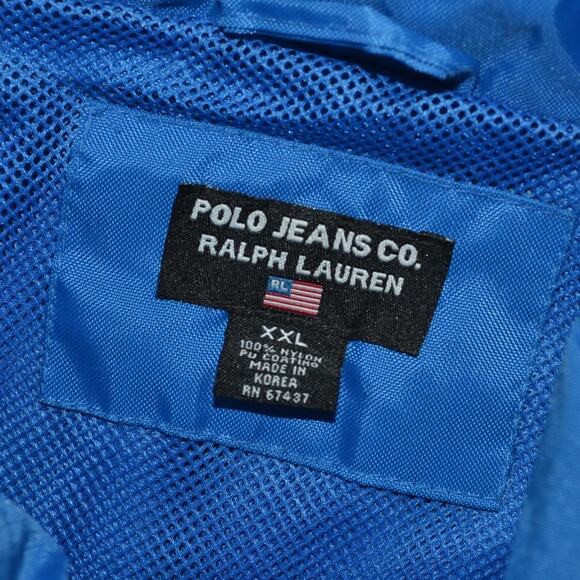 POLO JEANS CO.
RALPH LAUREN
RL
XXL
100% NYLON
PU COATING
MADE IN
KOREA
RN 67437